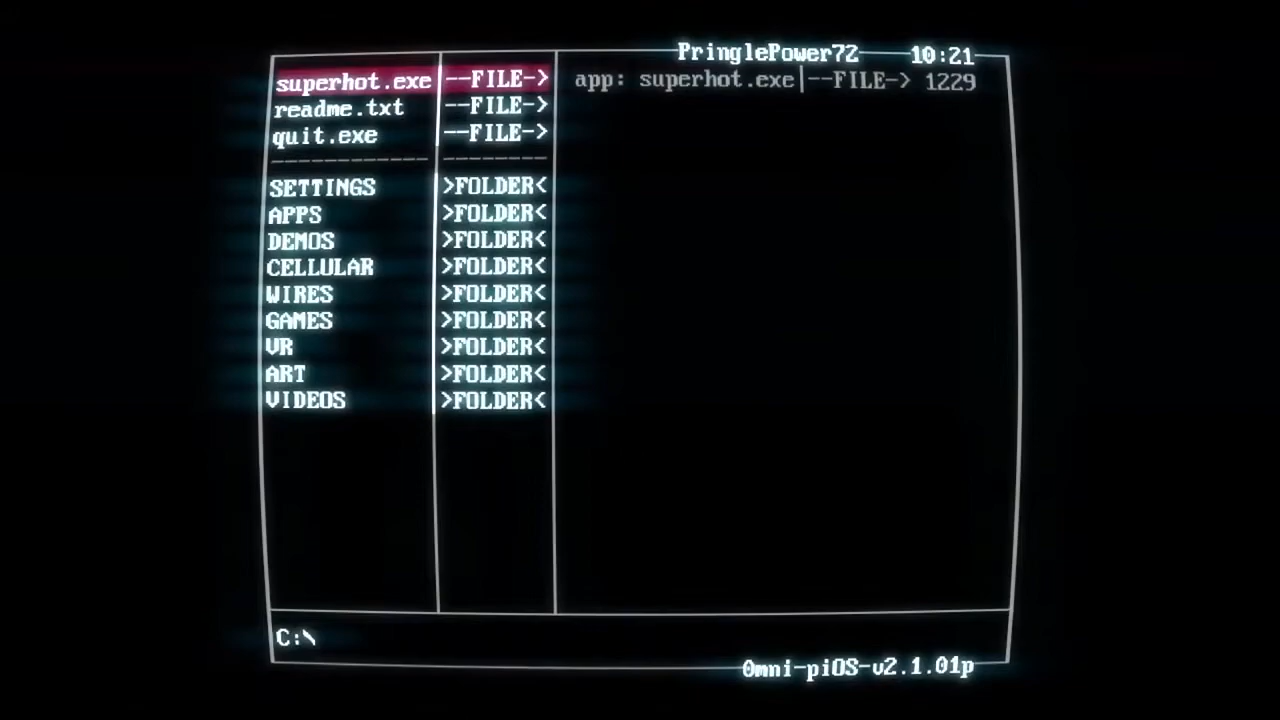 PringlePower72 10:21
superhot.exe --FILE-> app: superhot.exe|--FILE-> 1229
readme.txt --FILE->
quit.exe --FILE->
------------ --------
SETTINGS >FOLDER<
APPS >FOLDER<
DEMOS >FOLDER<
CELLULAR >FOLDER<
WIRES >FOLDER<
GAMES >FOLDER<
VR >FOLDER<
ART >FOLDER<
VIDEOS >FOLDER<
C:\
0mni-piOS-v2.1.01p